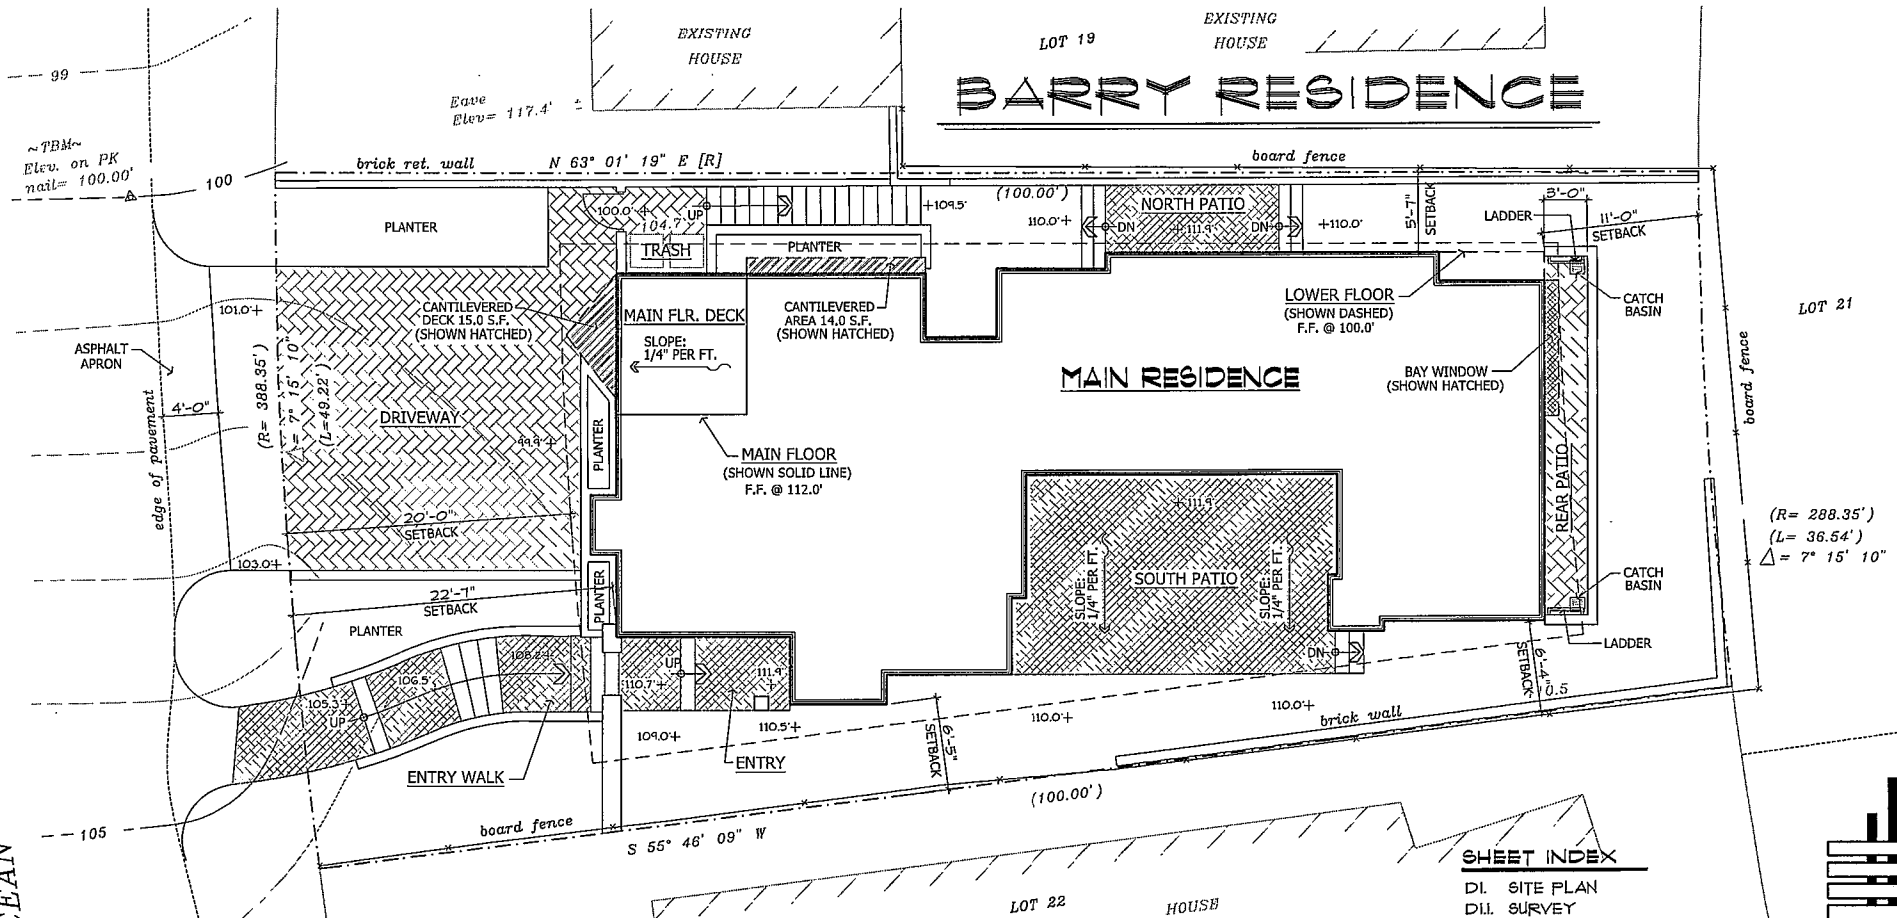 EXISTING
HOUSE
LOT 19
EXISTING
HOUSE
BARRY RESIDENCE
99
Eave
Elev= 117.4' ±
~TBM~
Elev. on PK
nail= 100.00'
100
brick ret. wall
N 63° 01' 19" E [R]
board fence
(100.00')
PLANTER
100.0'+
104.7'
UP
TRASH
+109.5'
PLANTER
110.0'+
DN
NORTH PATIO
+111.9'
DN
+110.0'
5'-7"
SETBACK
LADDER
3'-0"
11'-0"
SETBACK
101.0'+
CANTILEVERED
DECK 15.0 S.F.
(SHOWN HATCHED)
MAIN FLR. DECK
SLOPE:
1/4" PER FT.
CANTILEVERED
AREA 14.0 S.F.
(SHOWN HATCHED)
LOWER FLOOR
(SHOWN DASHED)
F.F. @ 100.0'
CATCH
BASIN
LOT 21
ASPHALT
APRON
4'-0"
edge of pavement
(R= 388.35')
△= 7° 15' 10"
(L=49.22')
DRIVEWAY
99.9'+
PLANTER
MAIN RESIDENCE
BAY WINDOW
(SHOWN HATCHED)
board fence
MAIN FLOOR
(SHOWN SOLID LINE)
F.F. @ 112.0'
20'-0"
SETBACK
+111.9'
SLOPE:
1/4" PER FT.
SOUTH PATIO
SLOPE:
1/4" PER FT.
REAR PATIO
(R= 288.35')
(L= 36.54')
△= 7° 15' 10"
103.0'+
22'-7"
SETBACK
PLANTER
PLANTER
CATCH
BASIN
LADDER
108.2'+
106.5'
105.3'+
UP
110.7'+
UP
111.9'
+
DN
6'-4"
SETBACK
0.5
109.0'+
110.5'+
110.0'+
110.0'+
brick wall
ENTRY WALK
ENTRY
6'-5"
SETBACK
(100.00')
105
board fence
S 55° 46' 09" W
LOT 22
HOUSE
SHEET INDEX
D1. SITE PLAN
D1.1. SURVEY